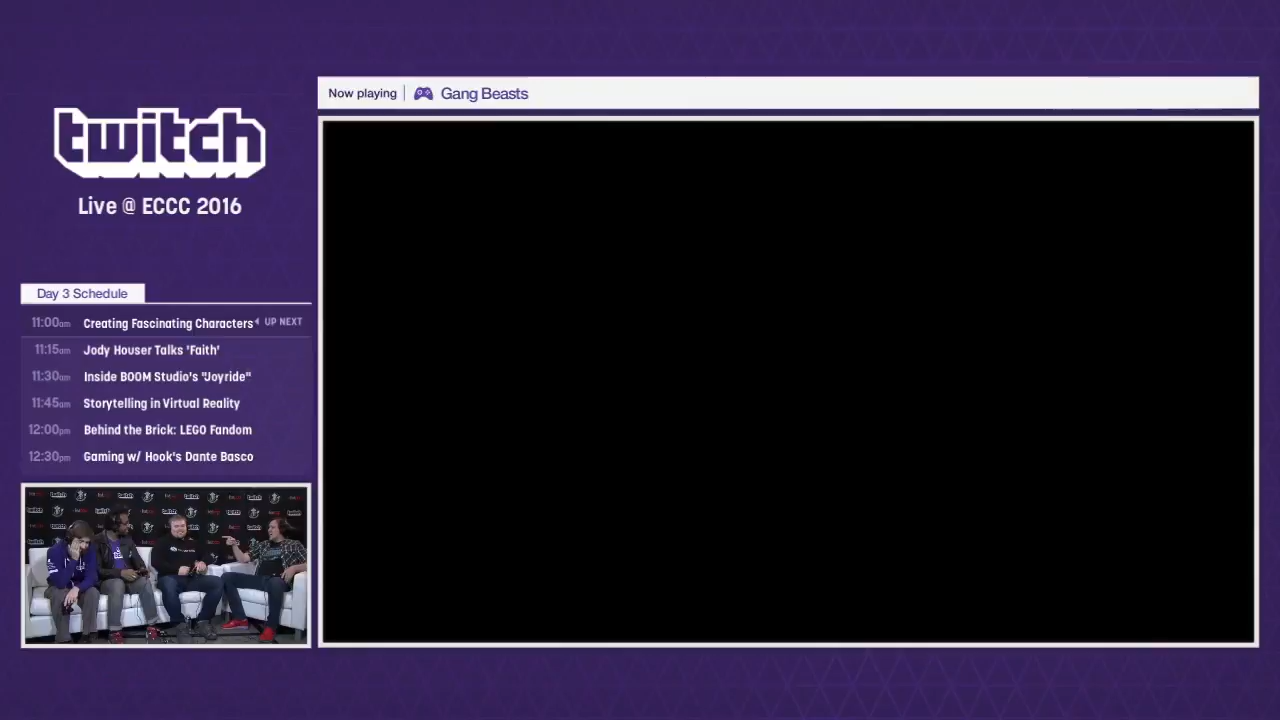 Now playing | Gang Beasts
twitch
Live @ ECCC 2016
Day 3 Schedule
11:00am Creating Fascinating Characters UP NEXT
11:15am Jody Houser Talks 'Faith'
11:30am Inside BOOM Studio's "Joyride"
11:45am Storytelling in Virtual Reality
12:00pm Behind the Brick: LEGO Fandom
12:30pm Gaming w/ Hook's Dante Basco
twitch